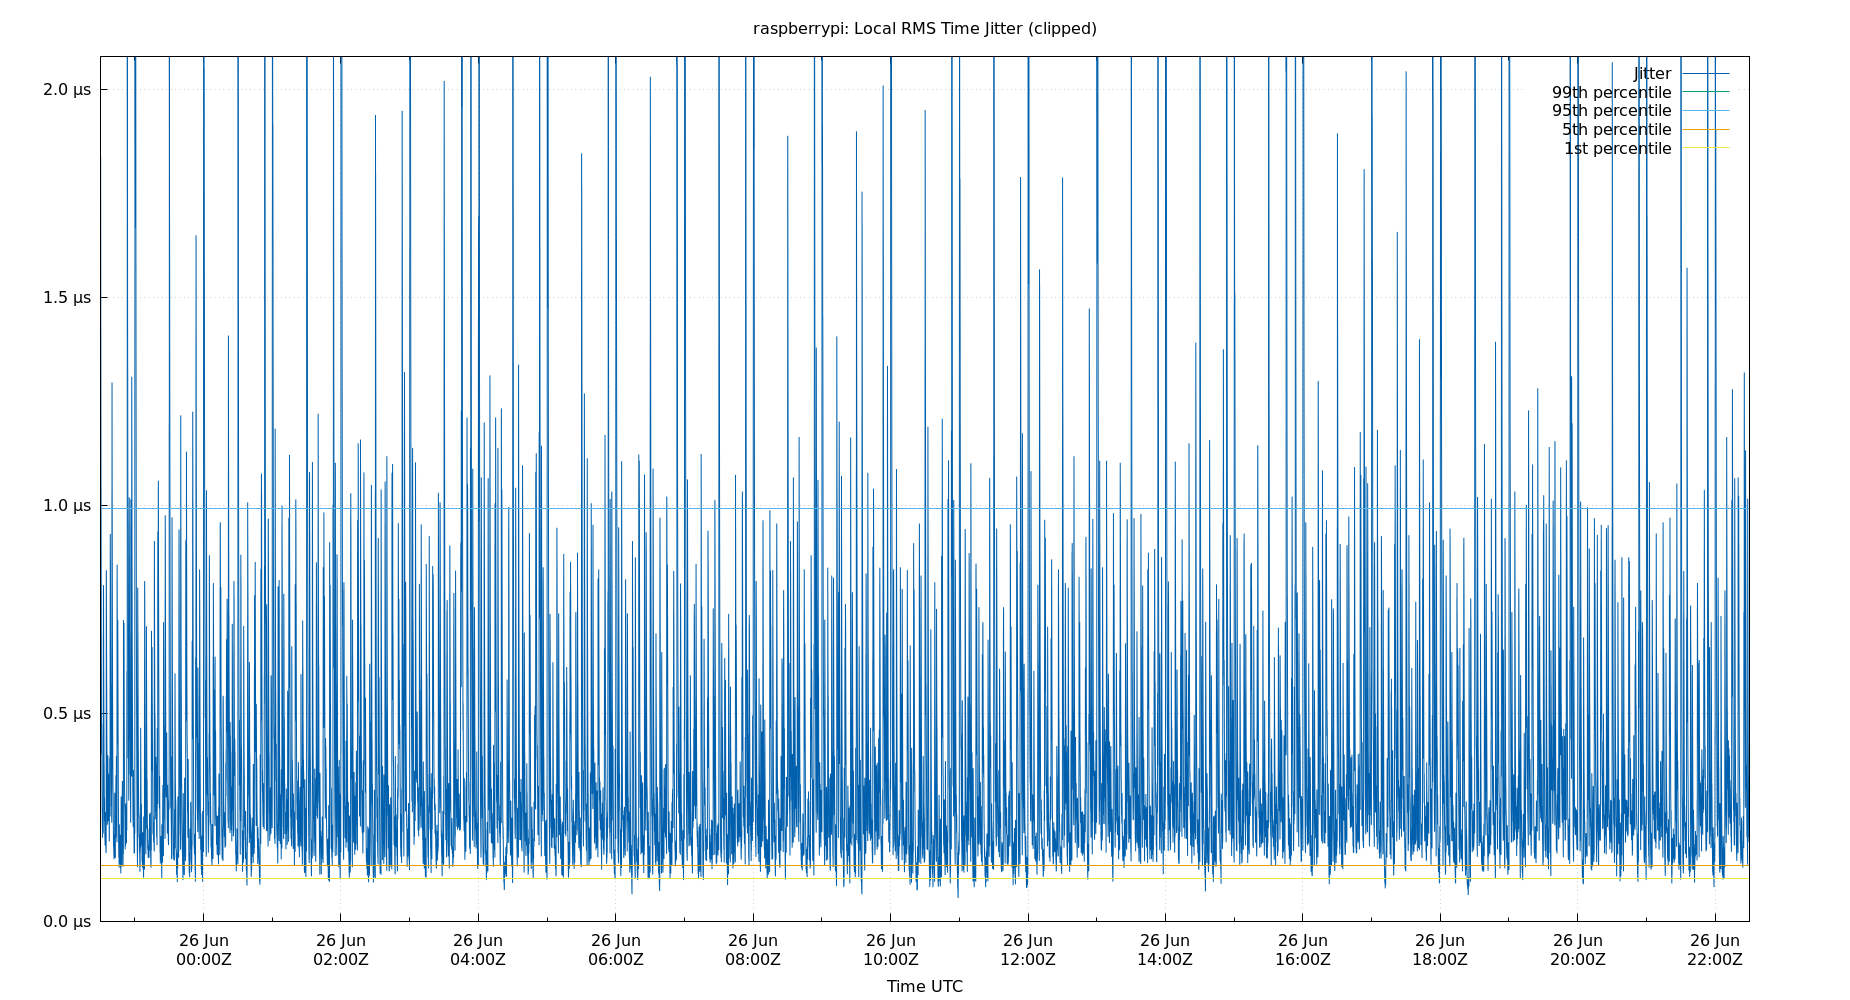 raspberrypi: Local RMS Time Jitter (clipped)
Jitter
99th percentile
95th percentile
5th percentile
1st percentile
2.0 µs
1.5 µs
1.0 µs
0.5 µs
0.0 µs
26 Jun 26 Jun 26 Jun 26 Jun 26 Jun 26 Jun 26 Jun 26 Jun 26 Jun 26 Jun 26 Jun 26 Jun
00:00Z 02:00Z 04:00Z 06:00Z 08:00Z 10:00Z 12:00Z 14:00Z 16:00Z 18:00Z 20:00Z 22:00Z
Time UTC